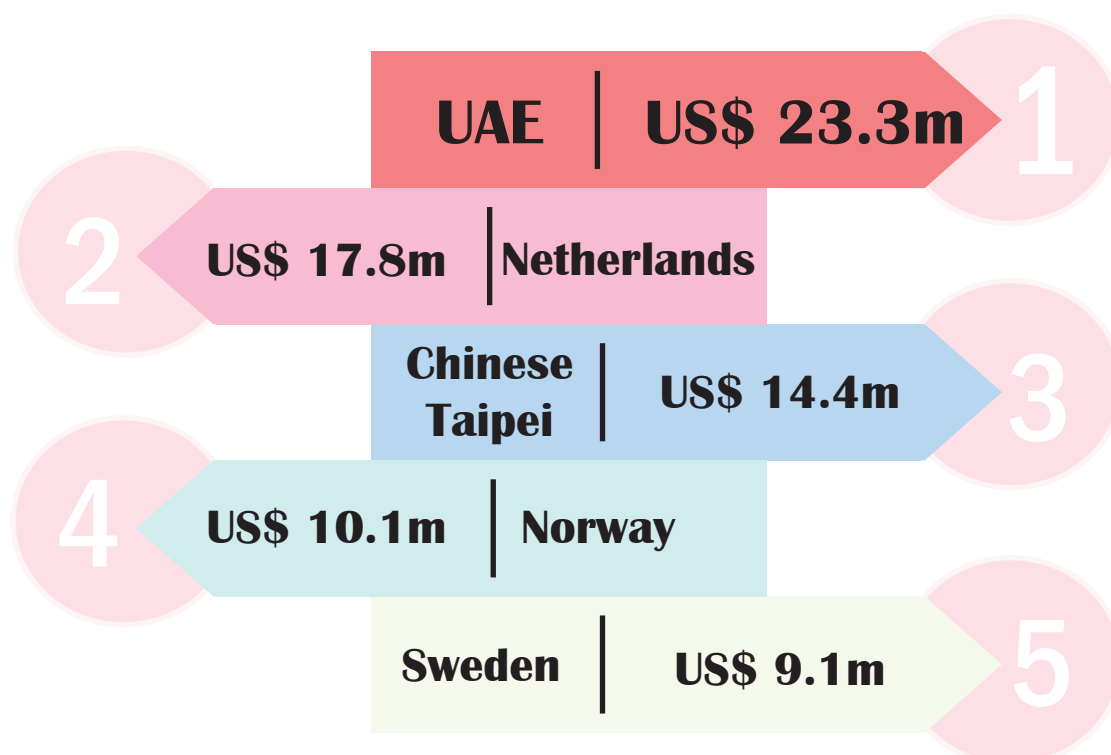 1
UAE | US$ 23.3m
2
US$ 17.8m | Netherlands
3
Chinese
Taipei | US$ 14.4m
4
US$ 10.1m | Norway
5
Sweden | US$ 9.1m